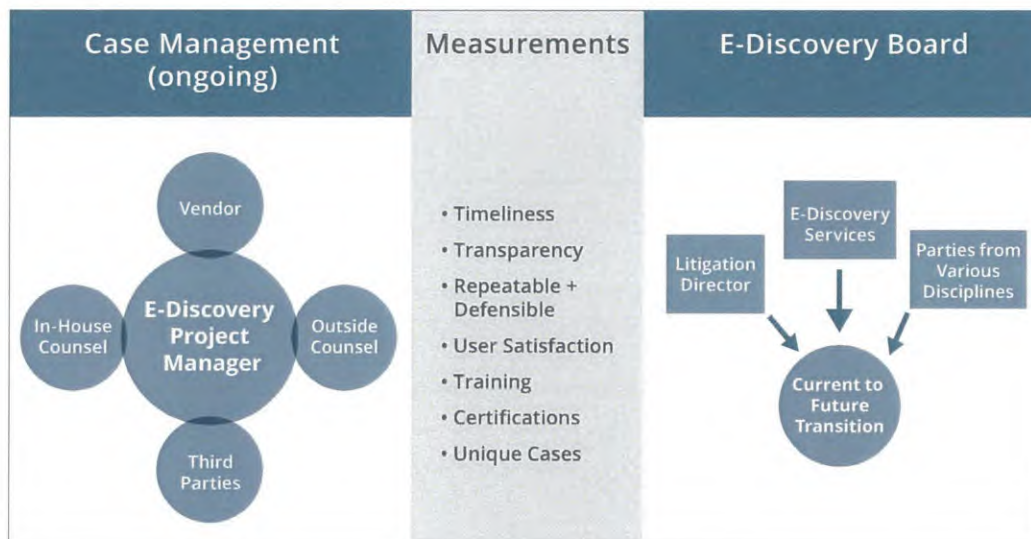 Case Management
(ongoing)
Vendor
In-House
Counsel
E-Discovery
Project
Manager
Outside
Counsel
Third
Parties
Measurements
• Timeliness
• Transparency
• Repeatable +
Defensible
• User Satisfaction
• Training
• Certifications
• Unique Cases
E-Discovery Board
Litigation
Director
E-Discovery
Services
Parties from
Various
Disciplines
Current to
Future
Transition